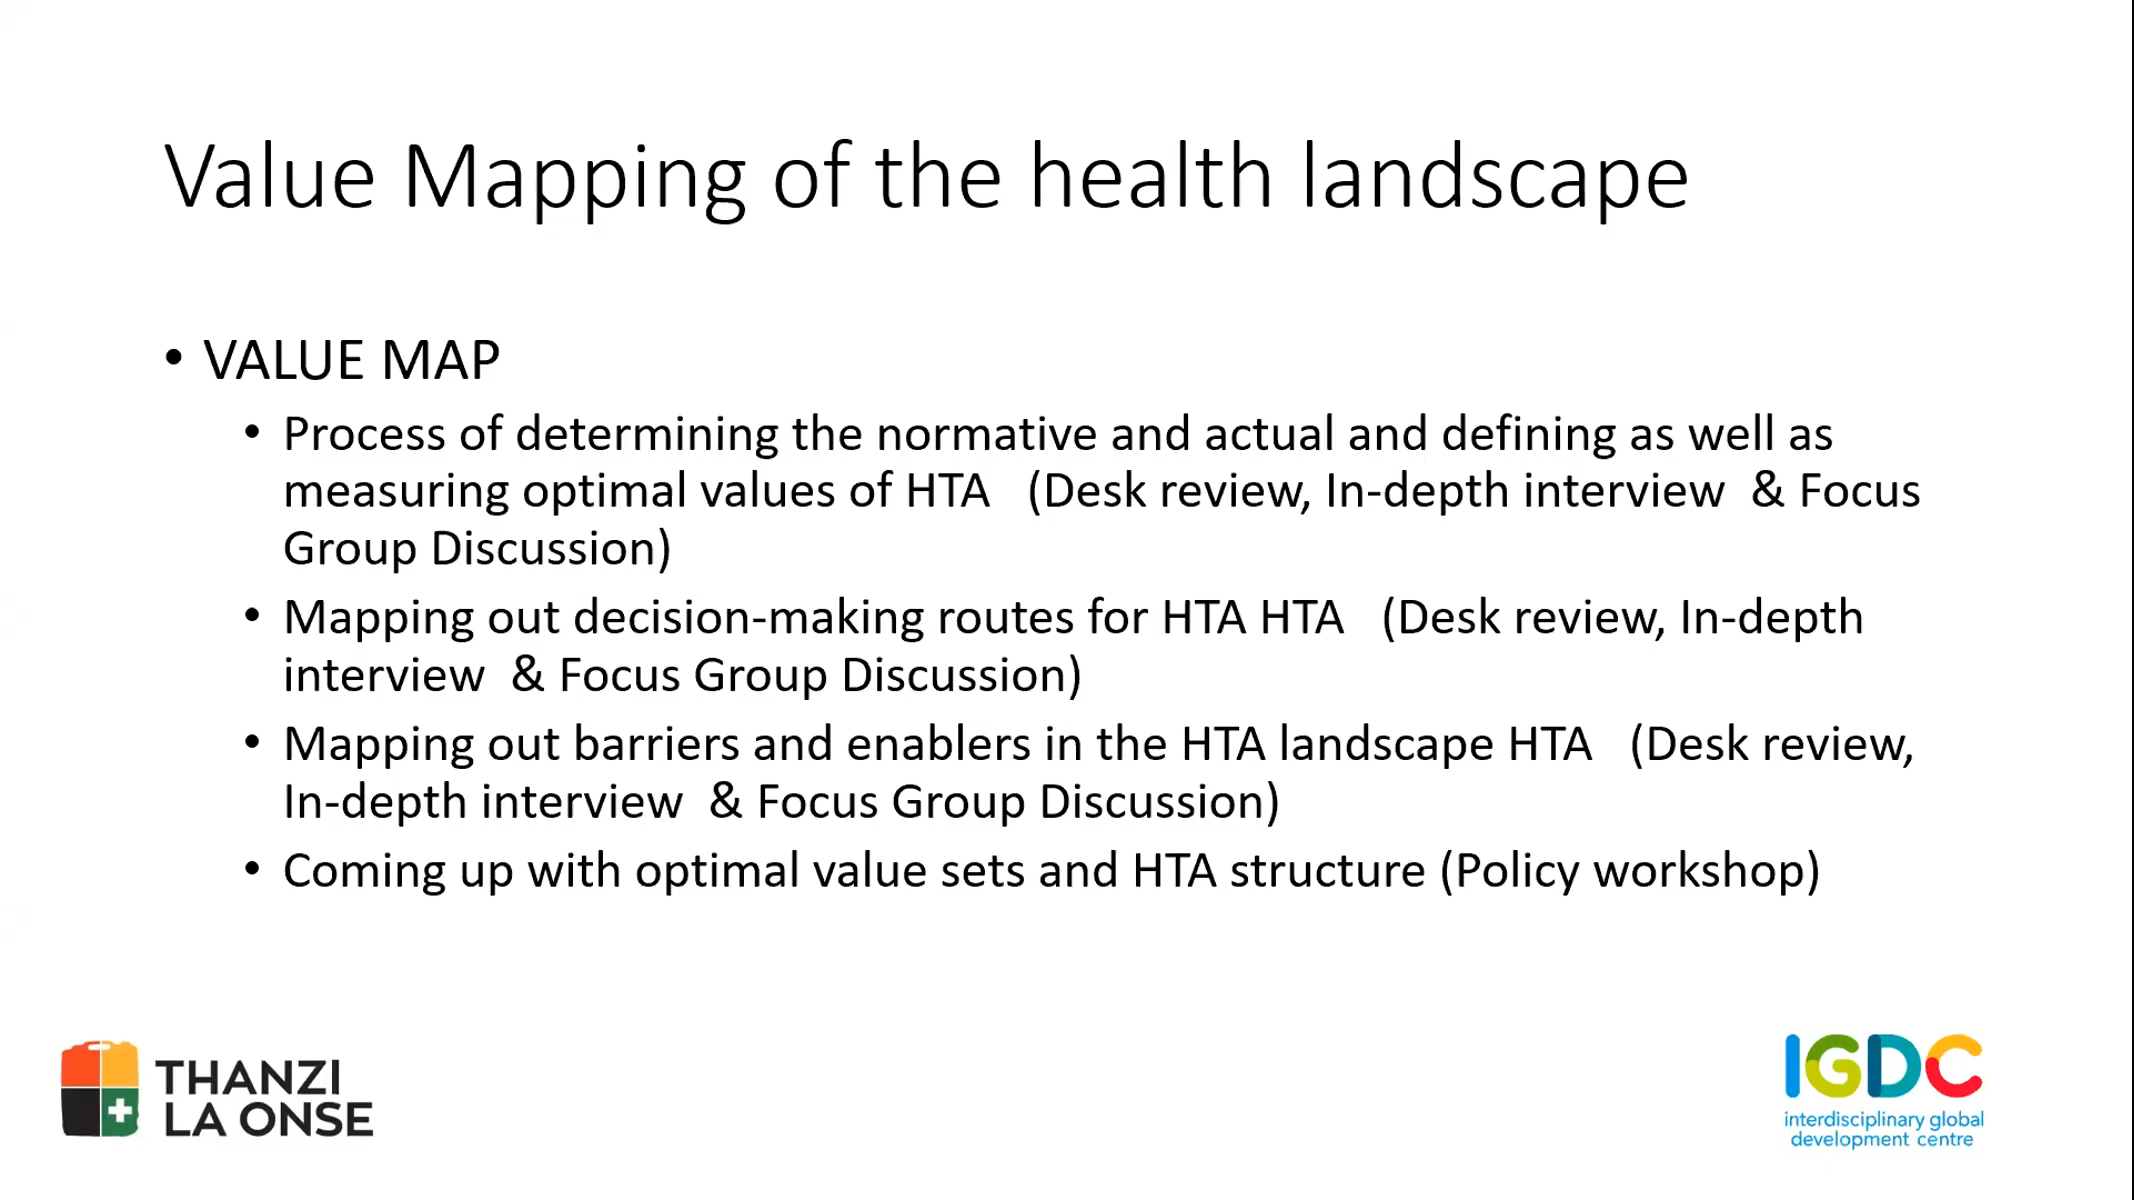 Value Mapping of the health landscape
• VALUE MAP
• Process of determining the normative and actual and defining as well as
measuring optimal values of HTA (Desk review, In-depth interview & Focus
Group Discussion)
• Mapping out decision-making routes for HTA HTA (Desk review, In-depth
interview & Focus Group Discussion)
• Mapping out barriers and enablers in the HTA landscape HTA (Desk review,
In-depth interview & Focus Group Discussion)
• Coming up with optimal value sets and HTA structure (Policy workshop)
THANZI
LA ONSE
IGDC
interdisciplinary global
development centre